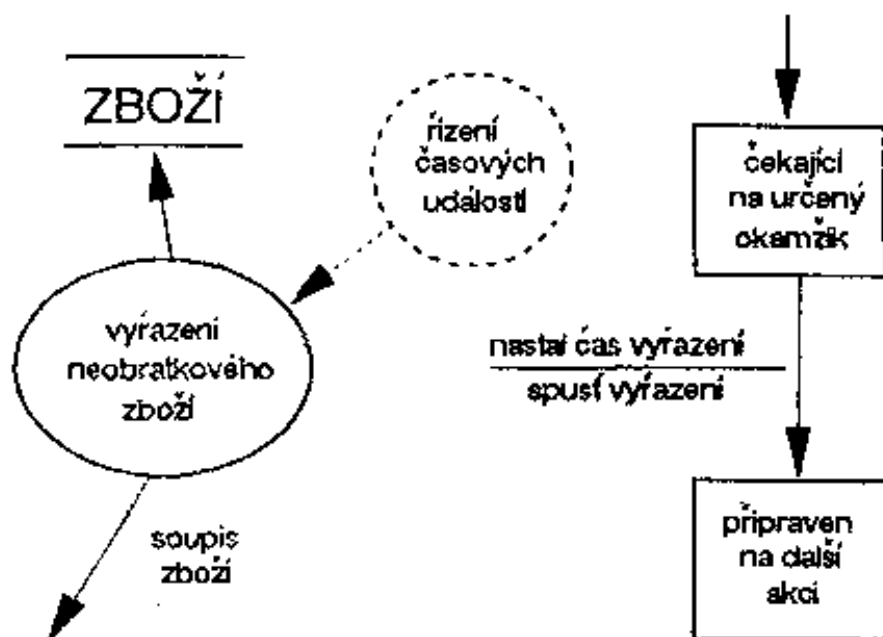 ZBOŽÍ
řízení
časových
událostí
vyřazení
neobratkového
zboží
soupis
zboží
čekající
na určený
okamžik
nastal čas vyřazení
spusť vyřazení
připraven
na další
akci